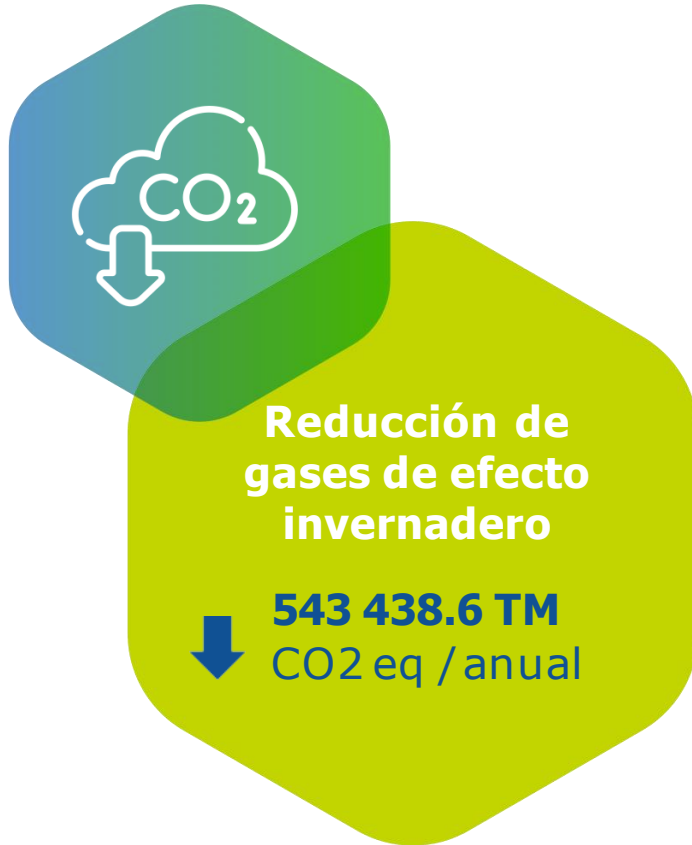 CO₂
Reducción de
gases de efecto
invernadero
543 438.6 TM
CO2 eq / anual